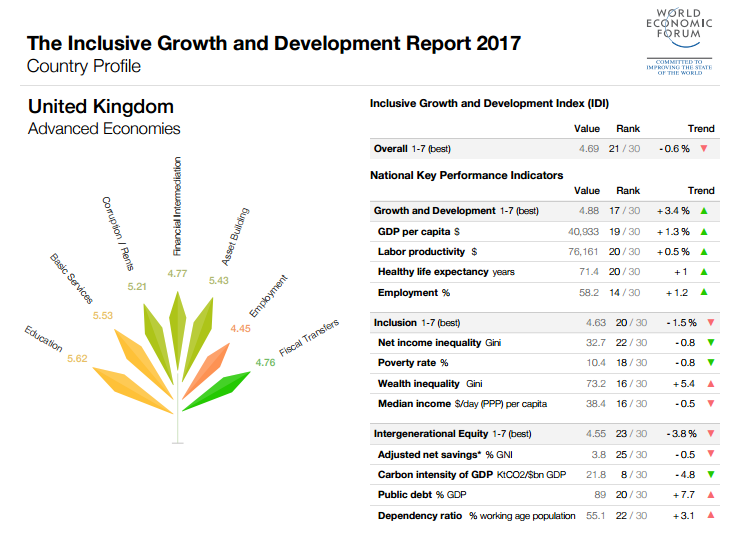 WORLD
ECONOMIC
FORUM
COMMITTED TO
IMPROVING THE STATE
OF THE WORLD
The Inclusive Growth and Development Report 2017
Country Profile
United Kingdom
Advanced Economies
Education
5.62
Basic Services
5.53
Corruption / Rents
5.21
Financial Intermediation
4.77
Asset Building
5.43
Employment
4.45
Fiscal Transfers
4.76
Inclusive Growth and Development Index (IDI)
Value Rank Trend
Overall 1-7 (best) 4.69 21 / 30 - 0.6 % ▼
National Key Performance Indicators
Value Rank Trend
Growth and Development 1-7 (best) 4.88 17 / 30 + 3.4 % ▲
GDP per capita $ 40,933 19 / 30 + 1.3 % ▲
Labor productivity $ 76,161 20 / 30 + 0.5 % ▲
Healthy life expectancy years 71.4 20 / 30 + 1 ▲
Employment % 58.2 14 / 30 + 1.2 ▲
Inclusion 1-7 (best) 4.63 20 / 30 - 1.5 % ▼
Net income inequality Gini 32.7 22 / 30 - 0.8 ▼
Poverty rate % 10.4 18 / 30 - 0.8 ▼
Wealth inequality Gini 73.2 16 / 30 + 5.4 ▲
Median income $/day (PPP) per capita 38.4 16 / 30 - 0.5 ▼
Intergenerational Equity 1-7 (best) 4.55 23 / 30 - 3.8 % ▼
Adjusted net savings* % GNI 3.8 25 / 30 - 0.5 ▼
Carbon intensity of GDP KtCO2/$bn GDP 21.8 8 / 30 - 4.8 ▼
Public debt % GDP 89 20 / 30 + 7.7 ▲
Dependency ratio % working age population 55.1 22 / 30 + 3.1 ▲